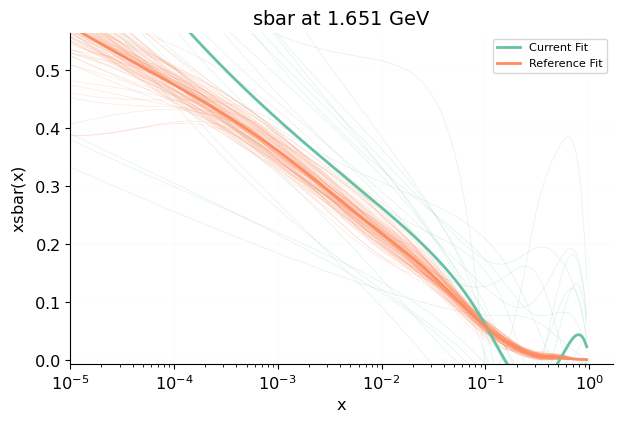 sbar at 1.651 GeV
Current Fit
Reference Fit
xsbar(x)
0.5
0.4
0.3
0.2
0.1
0.0
10⁻⁵ 10⁻⁴ 10⁻³ 10⁻² 10⁻¹ 10⁰
x